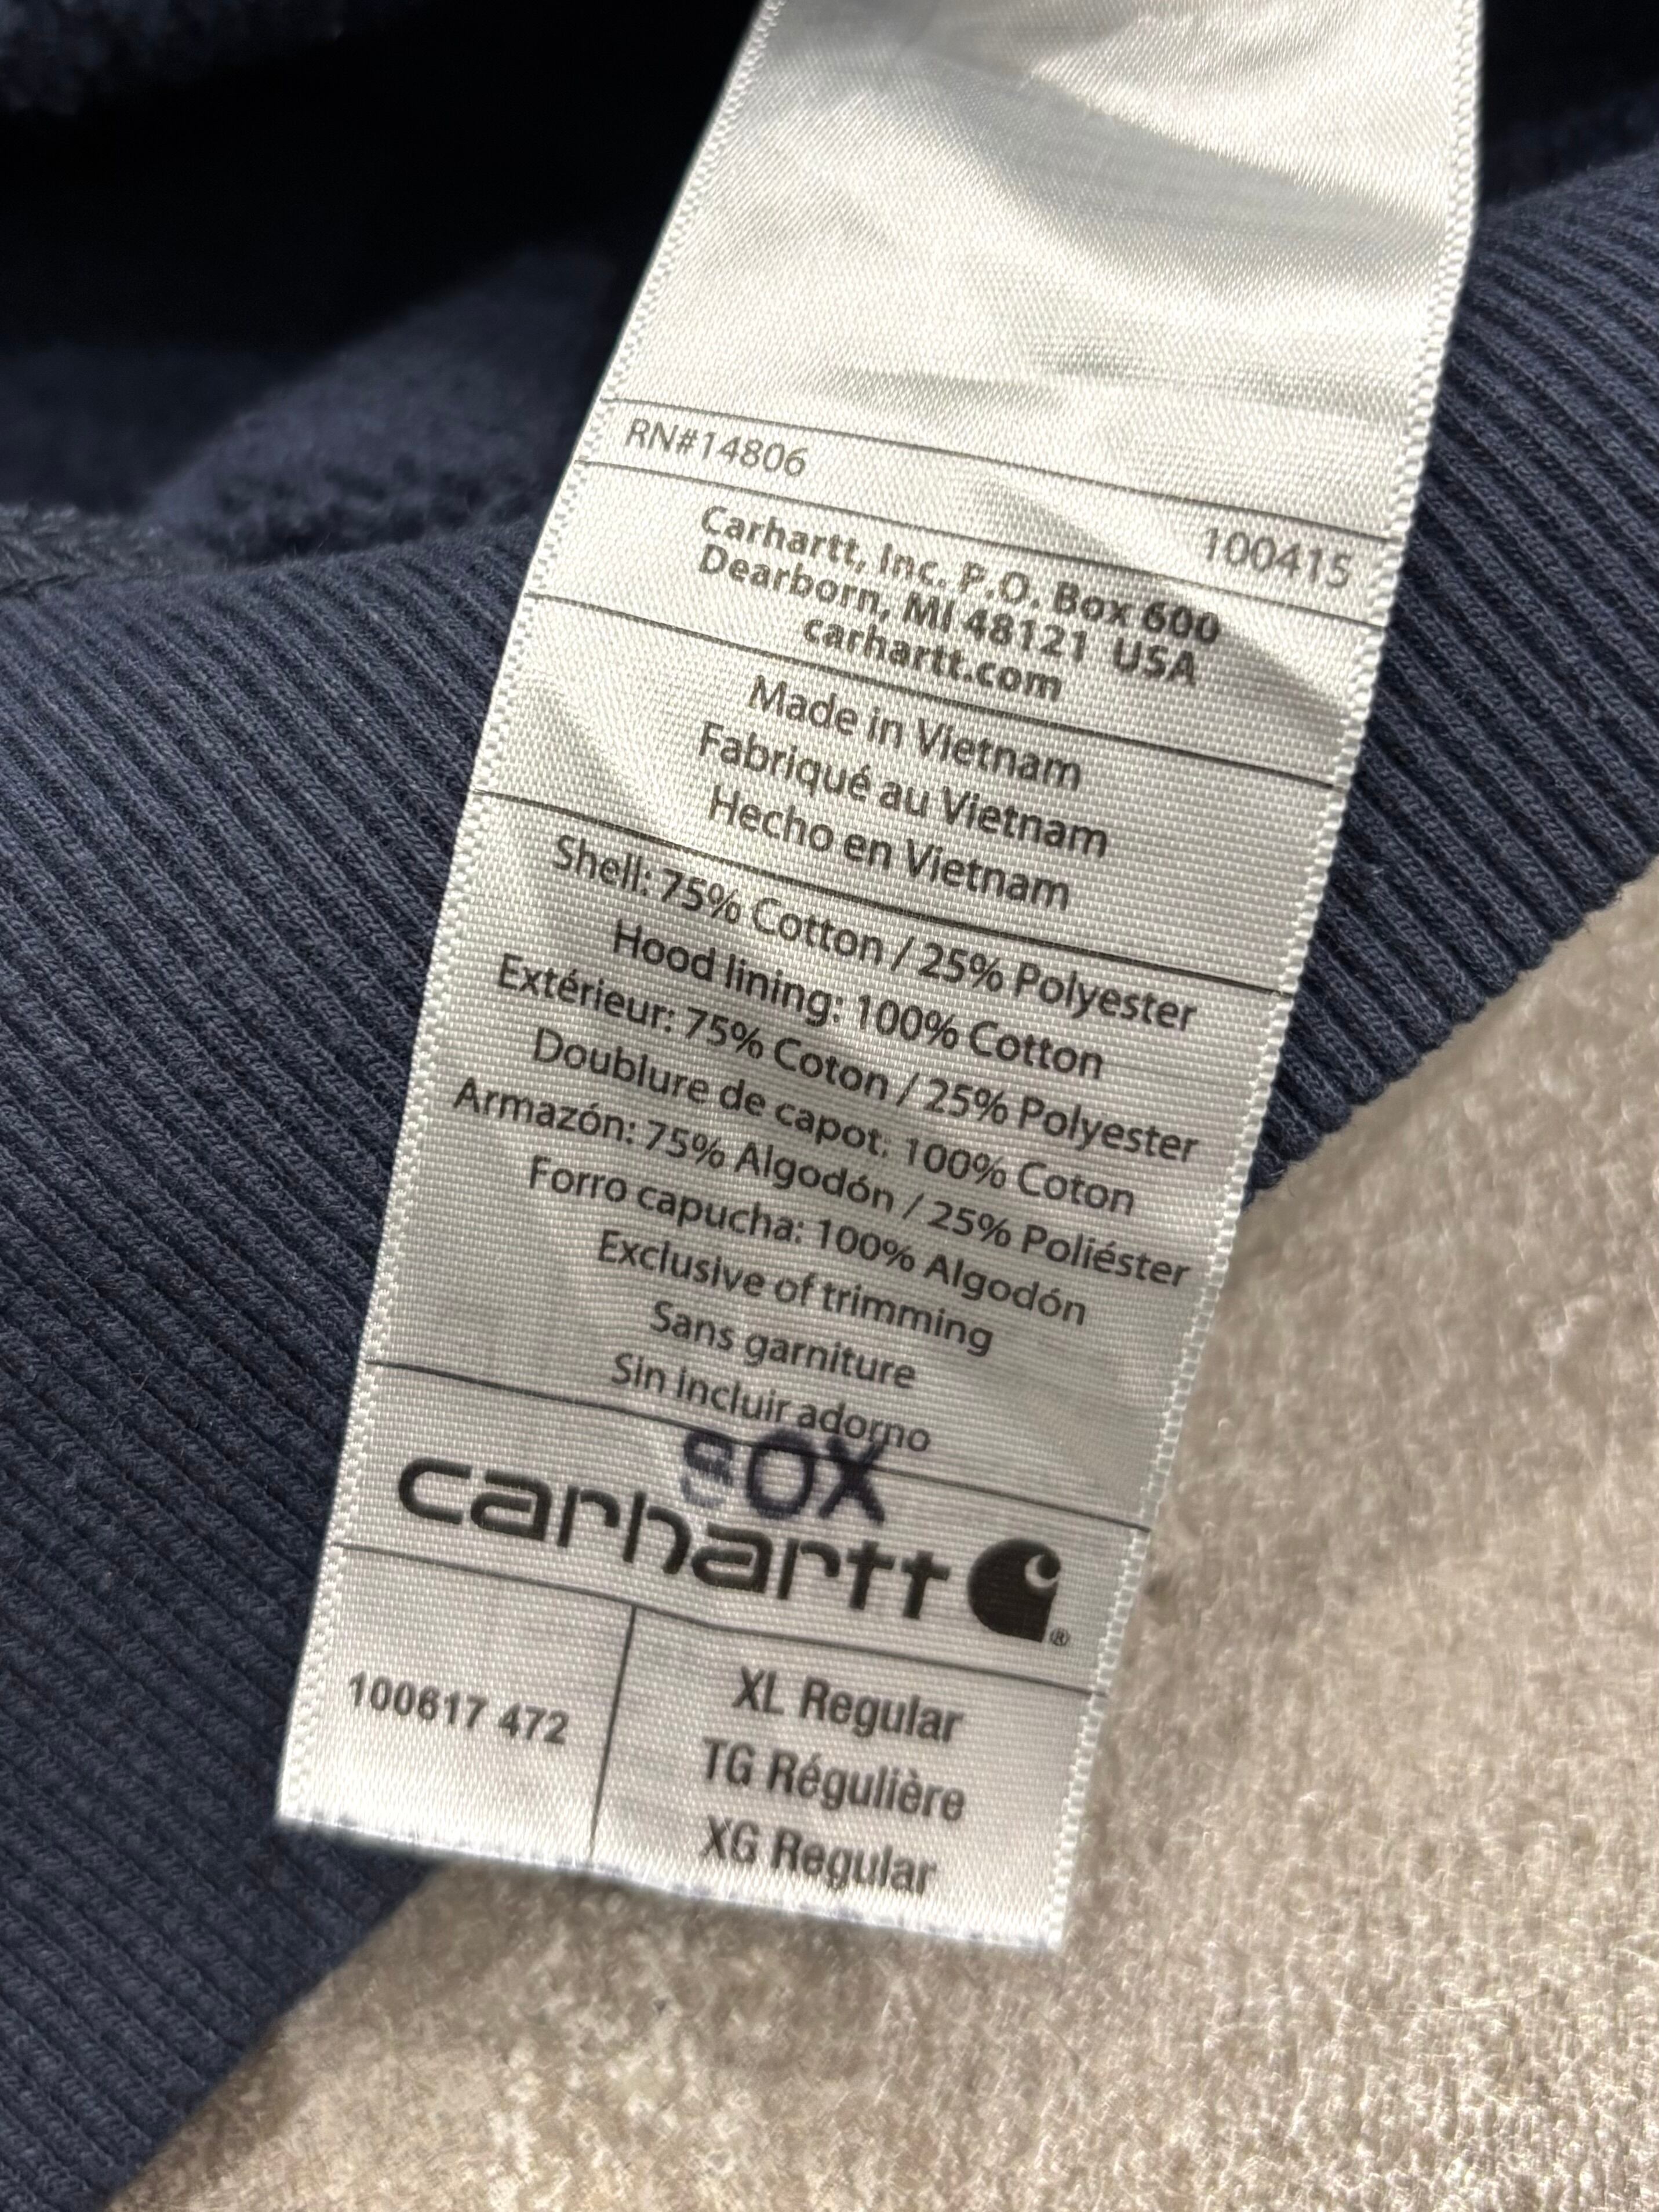 RN#14806
100415
Carhartt, Inc. P.O. Box 600
Dearborn, MI 48121 USA
carhartt.com
Made in Vietnam
Fabriqué au Vietnam
Hecho en Vietnam
Shell: 75% Cotton / 25% Polyester
Hood lining: 100% Cotton
Extérieur: 75% Coton / 25% Polyester
Doublure de capot: 100% Coton
Armazón: 75% Algodón / 25% Poliéster
Forro capucha: 100% Algodón
Exclusive of trimming
Sans garniture
Sin incluir adorno
SOX
carhartt ®
100617 472
XL Regular
TG Régulière
XG Regular